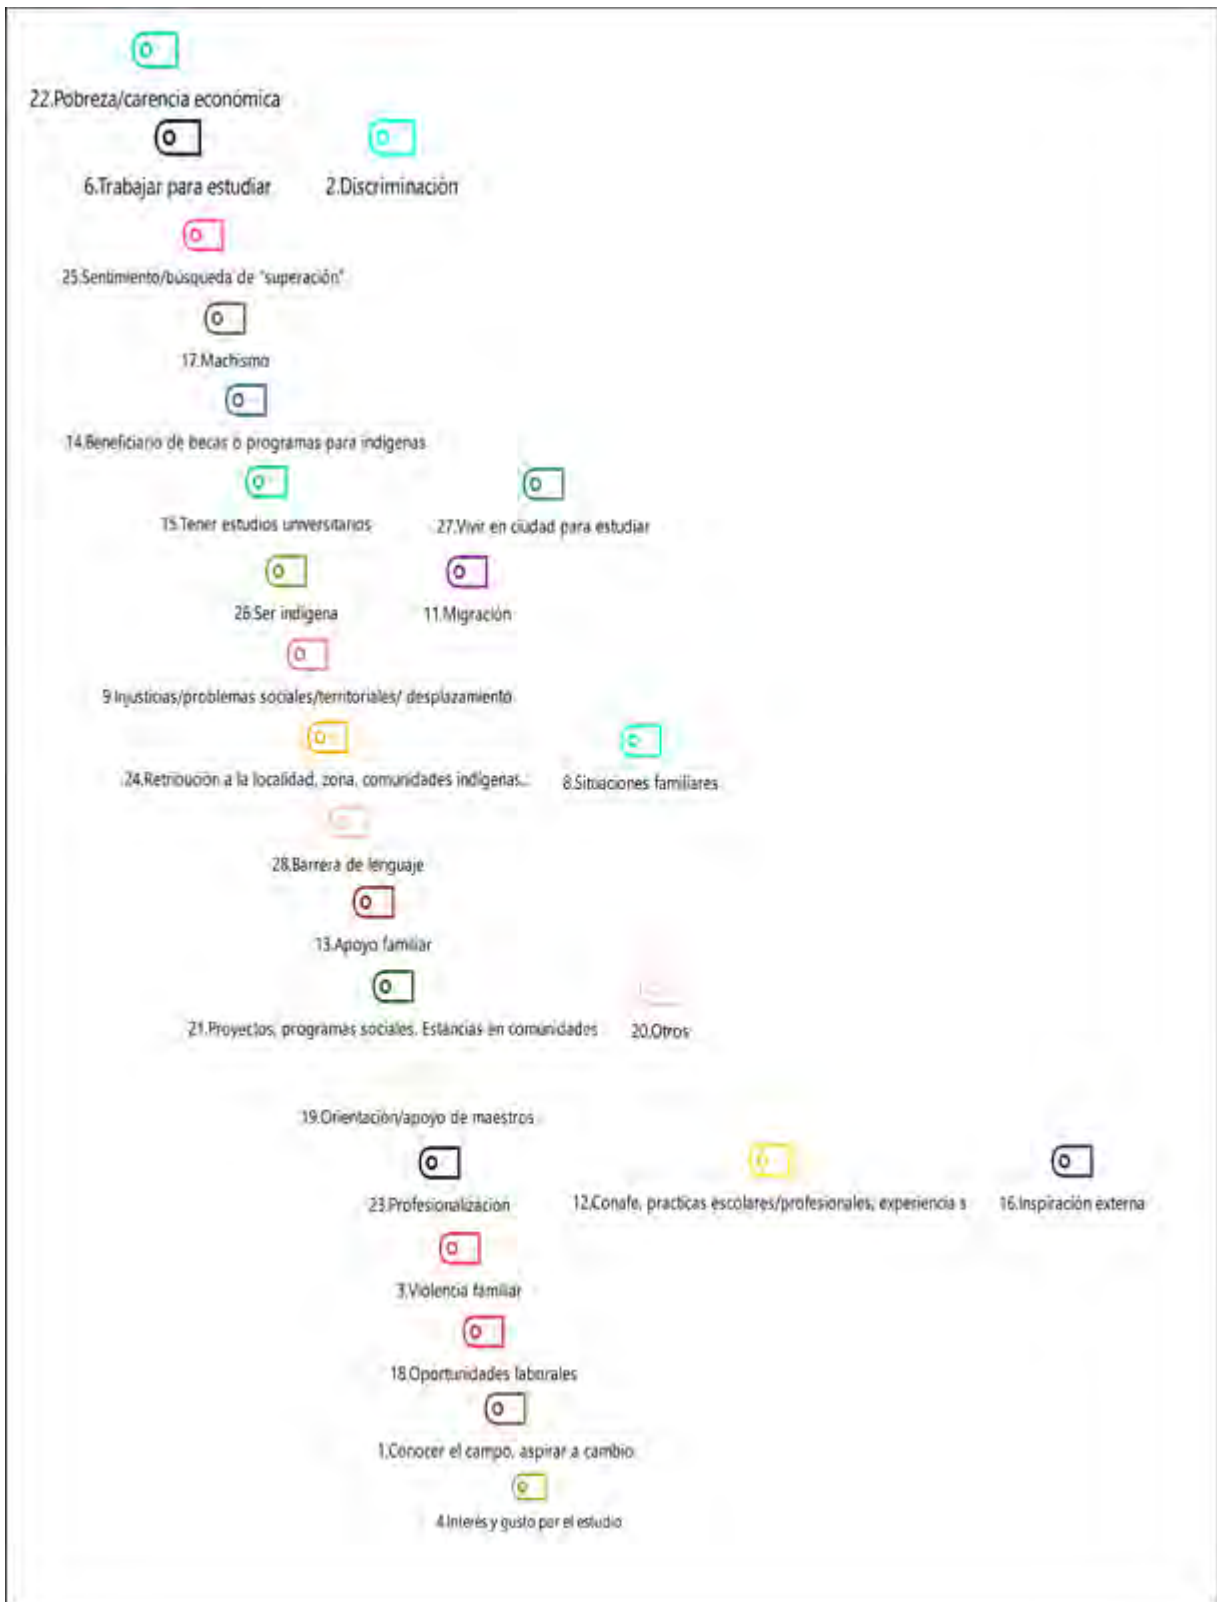 22.Pobreza/carencia económica
6.Trabajar para estudiar
2.Discriminación
25.Sentimiento/búsqueda de "superación"
17.Machismo
14.Beneficiario de becas o programas para indígenas
15.Tener estudios universitarios
27.Vivir en ciudad para estudiar
26.Ser indígena
11.Migración
9.Injusticias/problemas sociales/territoriales/ desplazamiento
24.Retribución a la localidad, zona, comunidades indígenas..
8.Situaciones familiares
28.Barrera de lenguaje
13.Apoyo familiar
21.Proyectos, programas sociales. Estancias en comunidades
20.Otros
19.Orientación/apoyo de maestros
23.Profesionalización
12.Conafe, practicas escolares/profesionales, experiencia s
16.Inspiración externa
3.Violencia familiar
18.Oportunidades laborales
1.Conocer el campo, aspirar a cambio
4.Interés y gusto por el estudio